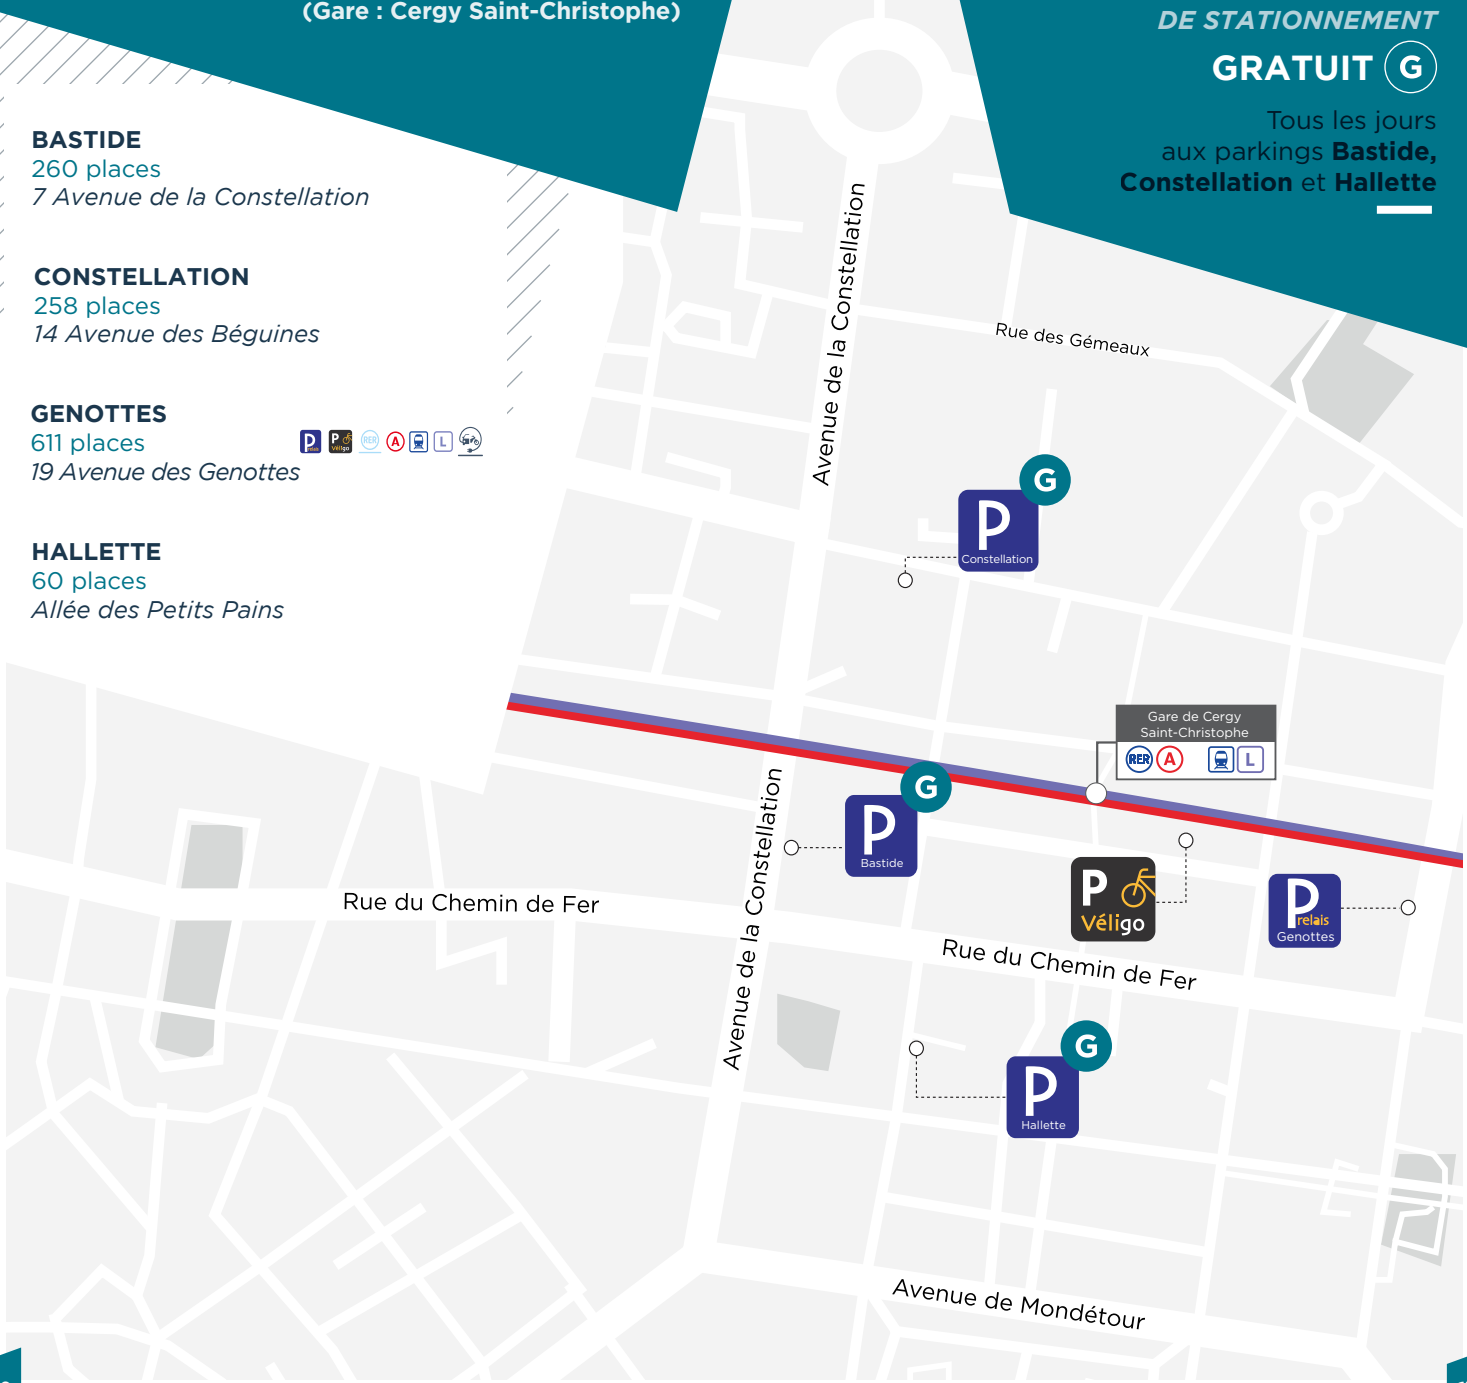 (Gare : Cergy Saint-Christophe)
DE STATIONNEMENT
GRATUIT G
Tous les jours
aux parkings Bastide,
Constellation et Hallette
BASTIDE
260 places
7 Avenue de la Constellation
CONSTELLATION
258 places
14 Avenue des Béguines
GENOTTES
611 places
19 Avenue des Genottes
P relais P Véligo RER A L
HALLETTE
60 places
Allée des Petits Pains
Avenue de la Constellation
Rue des Gémeaux
G
P
Constellation
Gare de Cergy
Saint-Christophe
RER A L
G
P
Bastide
Avenue de la Constellation
P
Véligo
P
relais
Genottes
Rue du Chemin de Fer
Rue du Chemin de Fer
G
P
Hallette
Avenue de Mondétour